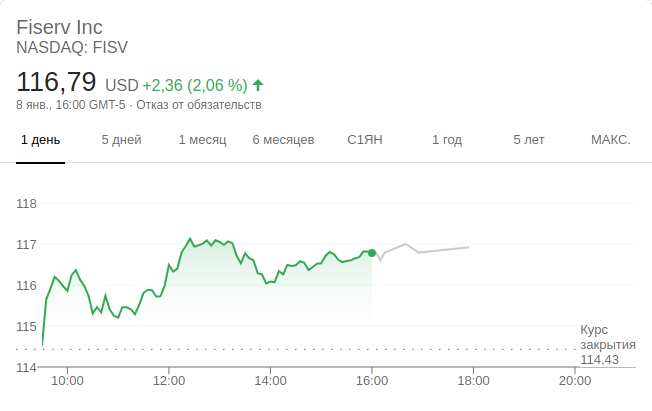 Fiserv Inc
NASDAQ: FISV
116,79 USD +2,36 (2,06 %) ↑
8 янв., 16:00 GMT-5 · Отказ от обязательств
1 день 5 дней 1 месяц 6 месяцев С1ЯН 1 год 5 лет МАКС.
118
117
116
115
Курс
закрытия
114,43
114
10:00 12:00 14:00 16:00 18:00 20:00